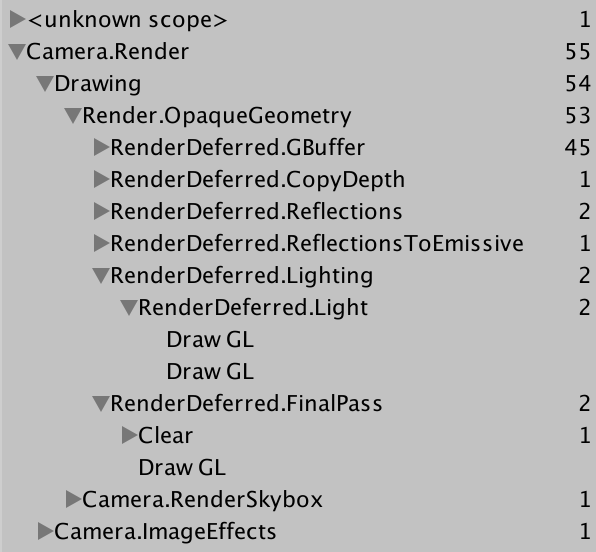 <unknown scope> 1
Camera.Render 55
Drawing 54
Render.OpaqueGeometry 53
RenderDeferred.GBuffer 45
RenderDeferred.CopyDepth 1
RenderDeferred.Reflections 2
RenderDeferred.ReflectionsToEmissive 1
RenderDeferred.Lighting 2
RenderDeferred.Light 2
Draw GL
Draw GL
RenderDeferred.FinalPass 2
Clear 1
Draw GL
Camera.RenderSkybox 1
Camera.ImageEffects 1